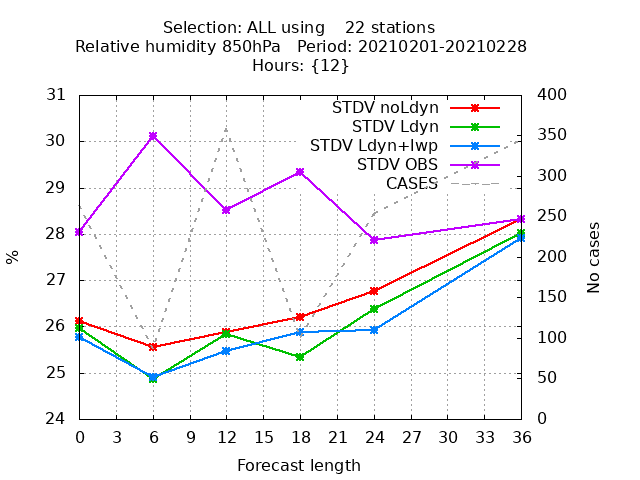 Selection: ALL using    22 stations
Relative humidity 850hPa   Period: 20210201-20210228
Hours: {12}
31 400
STDV noLdyn
STDV Ldyn
30 350
STDV Ldyn+lwp
STDV OBS
CASES
29 300
28 250
%
No cases
27 200
150
26 100
25 50
24 0
0 3 6 9 12 15 18 21 24 27 30 33 36
Forecast length